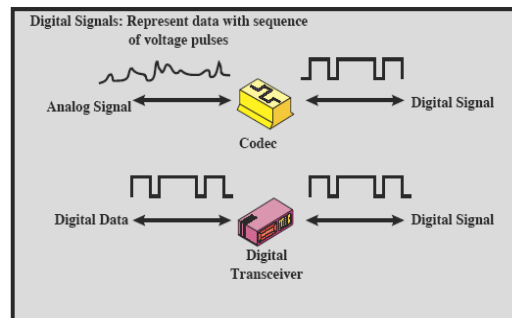 Digital Signals: Represent data with sequence
of voltage pulses
Analog Signal
Digital Signal
Codec
Digital Data
Digital Signal
Digital
Transceiver